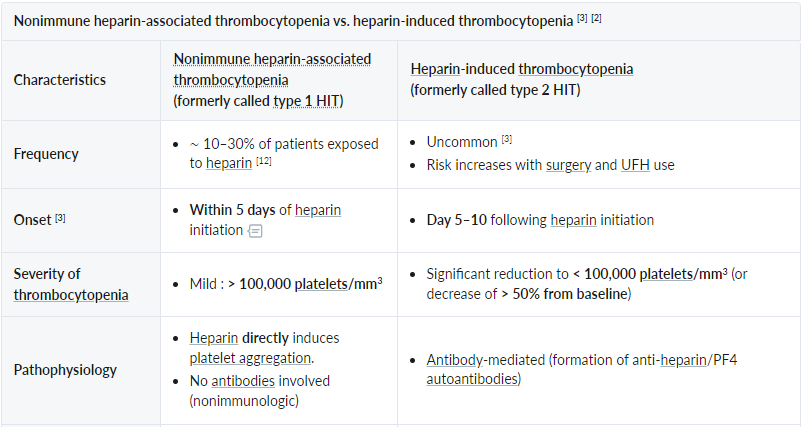 Nonimmune heparin-associated thrombocytopenia vs. heparin-induced thrombocytopenia [3] [2]
Characteristics
Nonimmune heparin-associated
thrombocytopenia
(formerly called type 1 HIT)
Heparin-induced thrombocytopenia
(formerly called type 2 HIT)
Frequency
• ~ 10–30% of patients exposed
to heparin [12]
• Uncommon [3]
• Risk increases with surgery and UFH use
Onset [3]
• Within 5 days of heparin
initiation
• Day 5–10 following heparin initiation
Severity of
thrombocytopenia
• Mild : > 100,000 platelets/mm³
• Significant reduction to < 100,000 platelets/mm³ (or
decrease of > 50% from baseline)
Pathophysiology
• Heparin directly induces
platelet aggregation.
• No antibodies involved
(nonimmunologic)
• Antibody-mediated (formation of anti-heparin/PF4
autoantibodies)